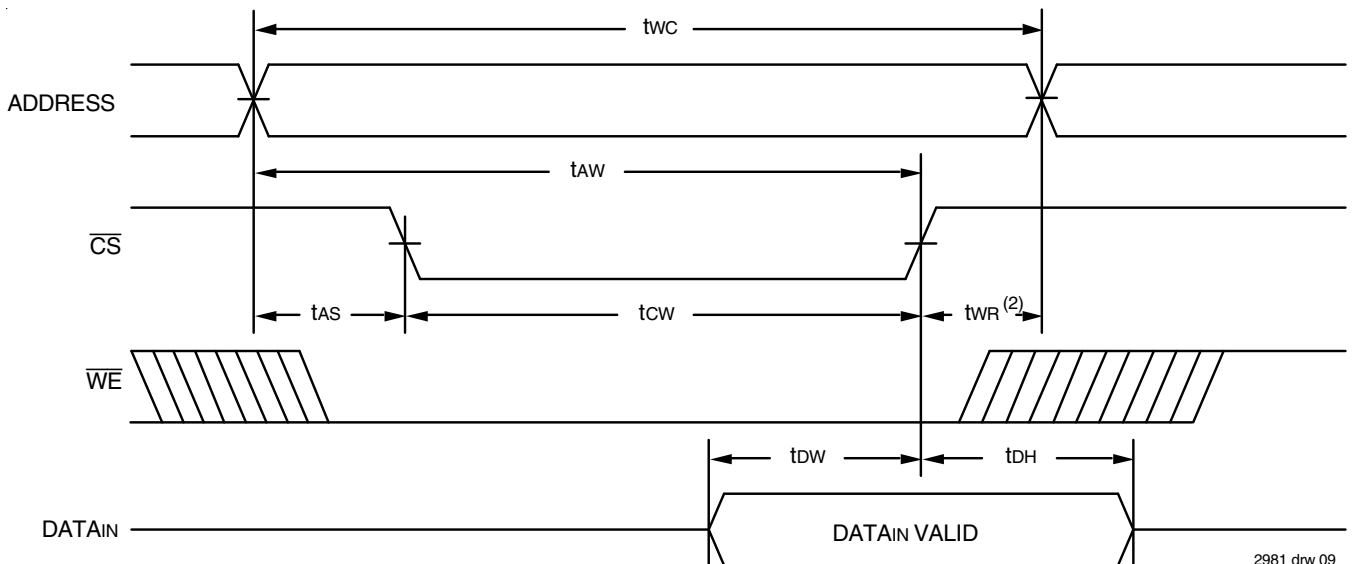 tWC
ADDRESS
tAW
CS
tAS
tCW
tWR (2)
WE
tDW
tDH
DATAIN
DATAIN VALID
2981 drw 09